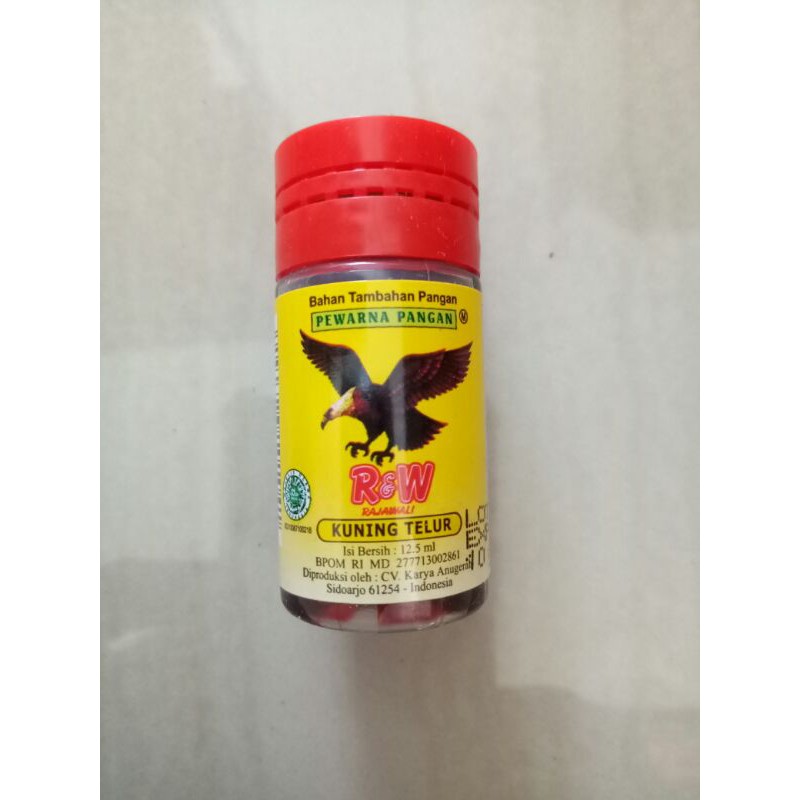 Bahan Tambahan Pangan
PEWARNA PANGAN
M
R&W
RAJAWALI
KUNING TELUR
Isi Bersih : 12.5 ml
BPOM RI MD 277713002861
Diproduksi oleh : CV. Karya Anugerah
Sidoarjo 61254 - Indonesia